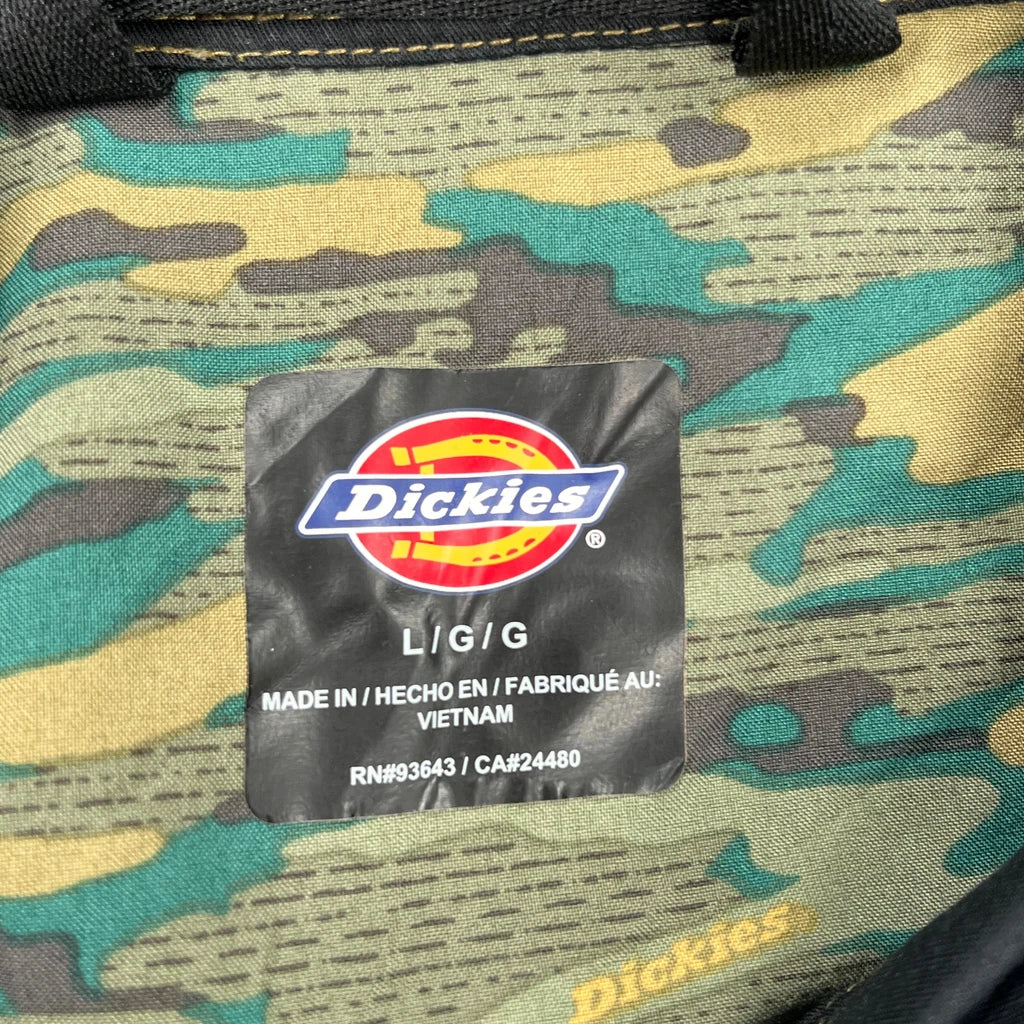 Dickies
®
L/G/G
MADE IN / HECHO EN / FABRIQUÉ AU:
VIETNAM
RN#93643 / CA#24480
Dickies®